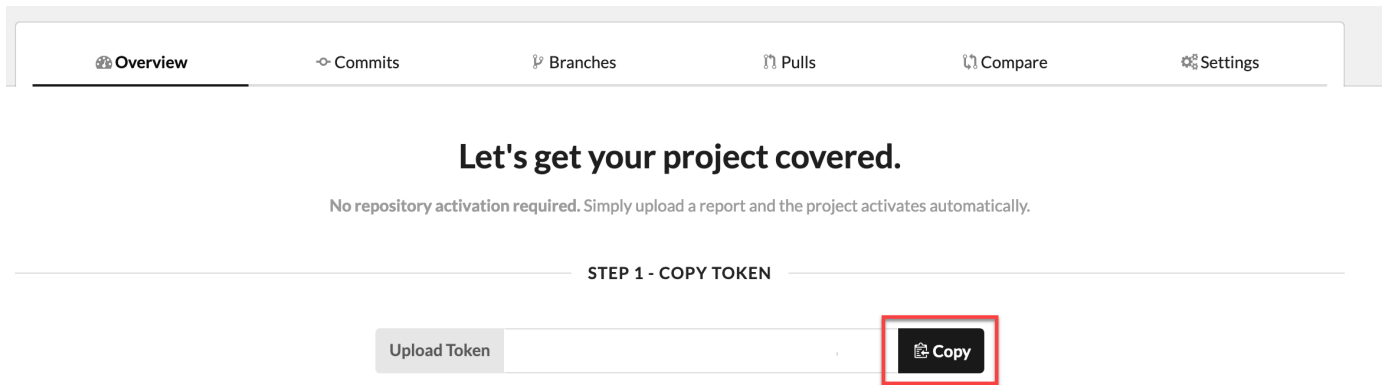 Overview Commits Branches Pulls Compare Settings
Let's get your project covered.
No repository activation required. Simply upload a report and the project activates automatically.
STEP 1 - COPY TOKEN
Upload Token Copy